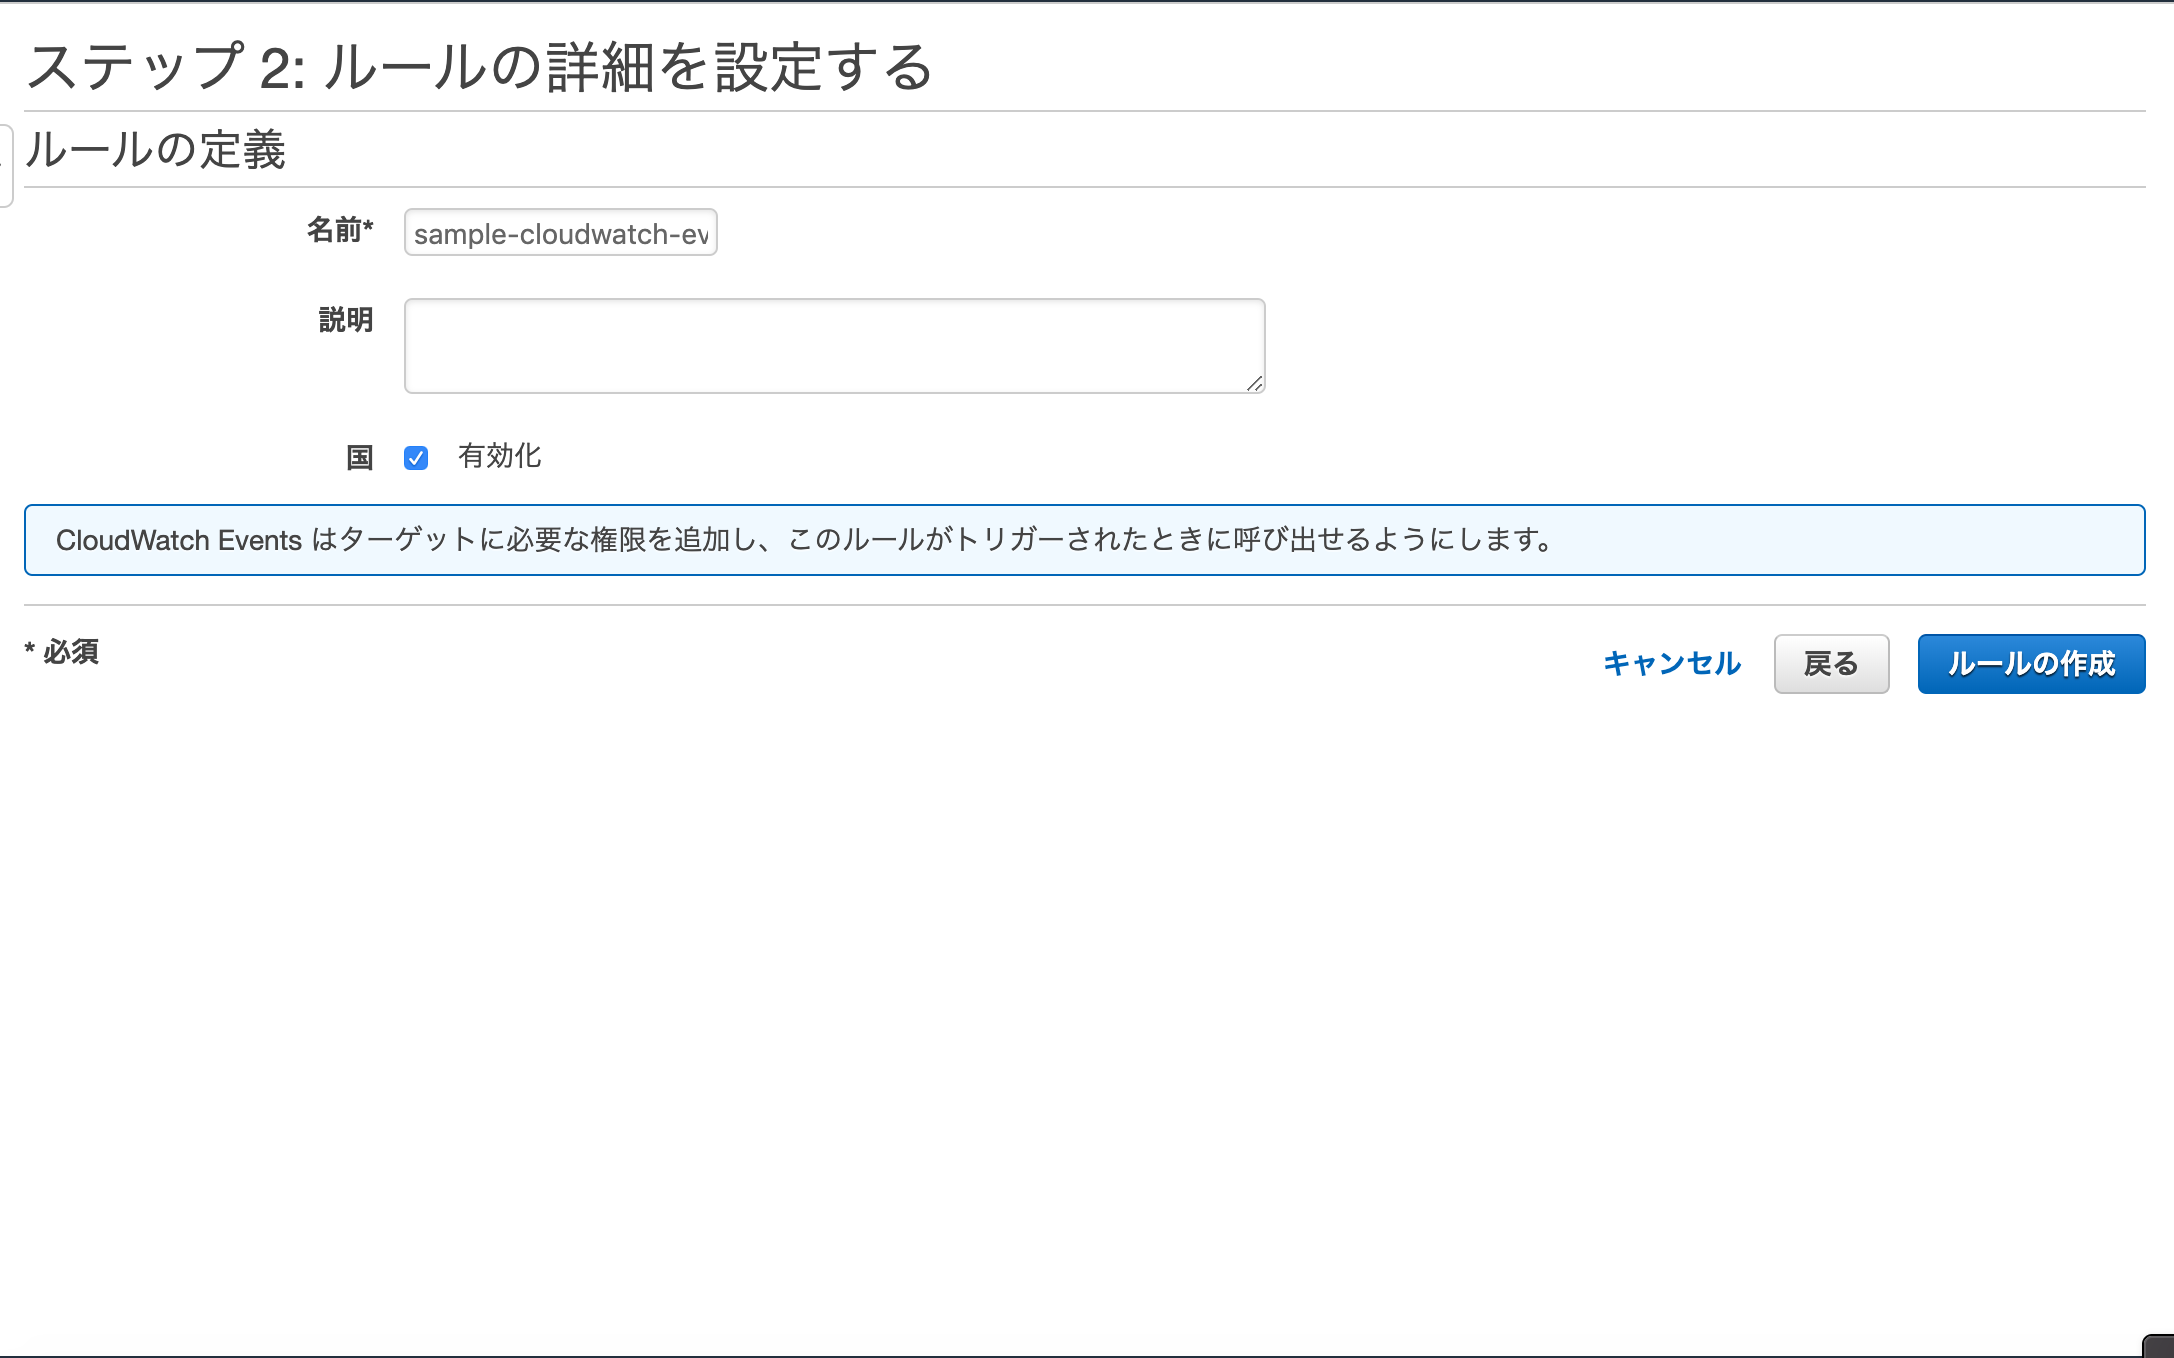 ステップ 2: ルールの詳細を設定する
ルールの定義
名前* sample-cloudwatch-ev
説明
国 有効化
CloudWatch Events はターゲットに必要な権限を追加し、このルールがトリガーされたときに呼び出せるようにします。
* 必須 キャンセル 戻る ルールの作成